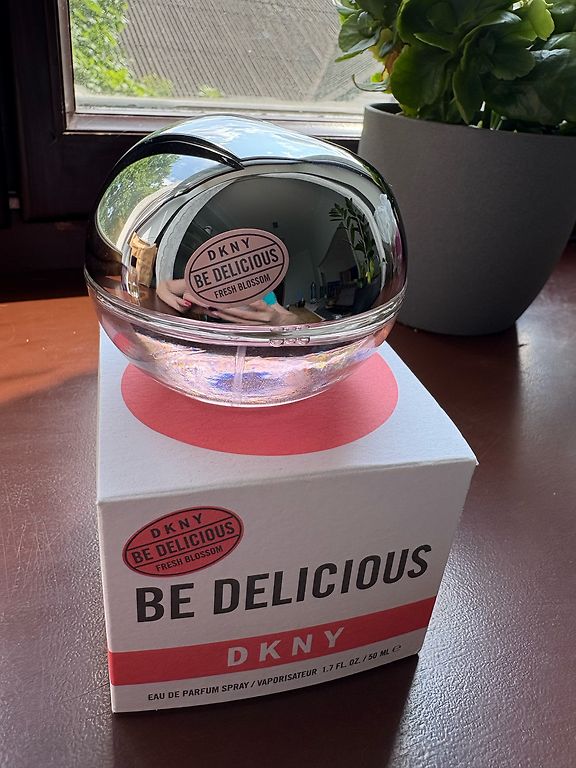 DKNY
BE DELICIOUS
FRESH BLOSSOM
DKNY
BE DELICIOUS
FRESH BLOSSOM
BE DELICIOUS
DKNY
EAU DE PARFUM SPRAY / VAPORISATEUR 1.7 FL. OZ. / 50 ML ℮